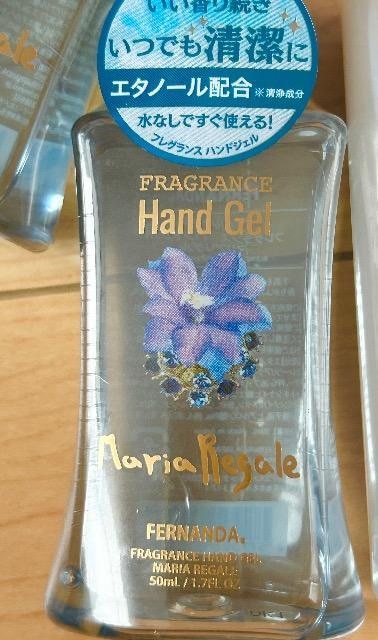 いい香り続き
いつでも清潔に
エタノール配合 ※清浄成分
水なしですぐ使える!
フレグランス ハンドジェル
FRAGRANCE
Hand Gel
Maria Regale
FERNANDA.
FRAGRANCE HAND GEL
MARIA REGALE
50mL / 1.7FL.OZ